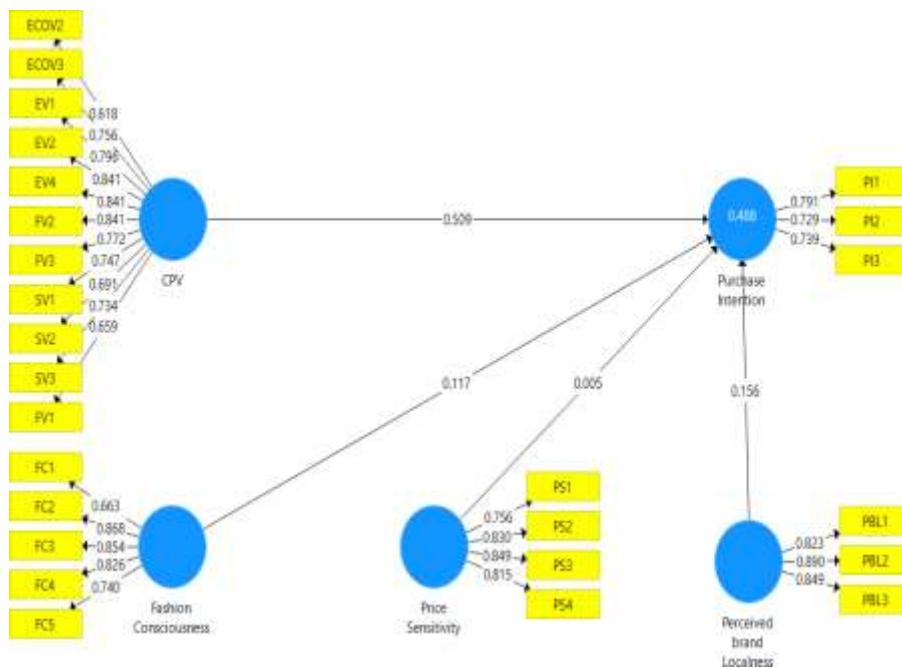 ECOV2
ECOV3
EV1
EV2
EV4
FV2
FV3
SV1
SV2
SV3
FV1
0.618
0.756
0.796
0.841
0.841
0.841
0.772
0.747
0.691
0.734
0.659
CPV
0.509
0.488
Purchase
Intention
0.791
0.729
0.739
PI1
PI2
PI3
0.117
0.005
0.156
FC1
FC2
FC3
FC4
FC5
0.663
0.868
0.854
0.826
0.740
Fashion
Consciousness
Price
Sensitivity
0.756
0.830
0.849
0.815
PS1
PS2
PS3
PS4
Perceived
brand
Localness
0.823
0.890
0.849
PBL1
PBL2
PBL3